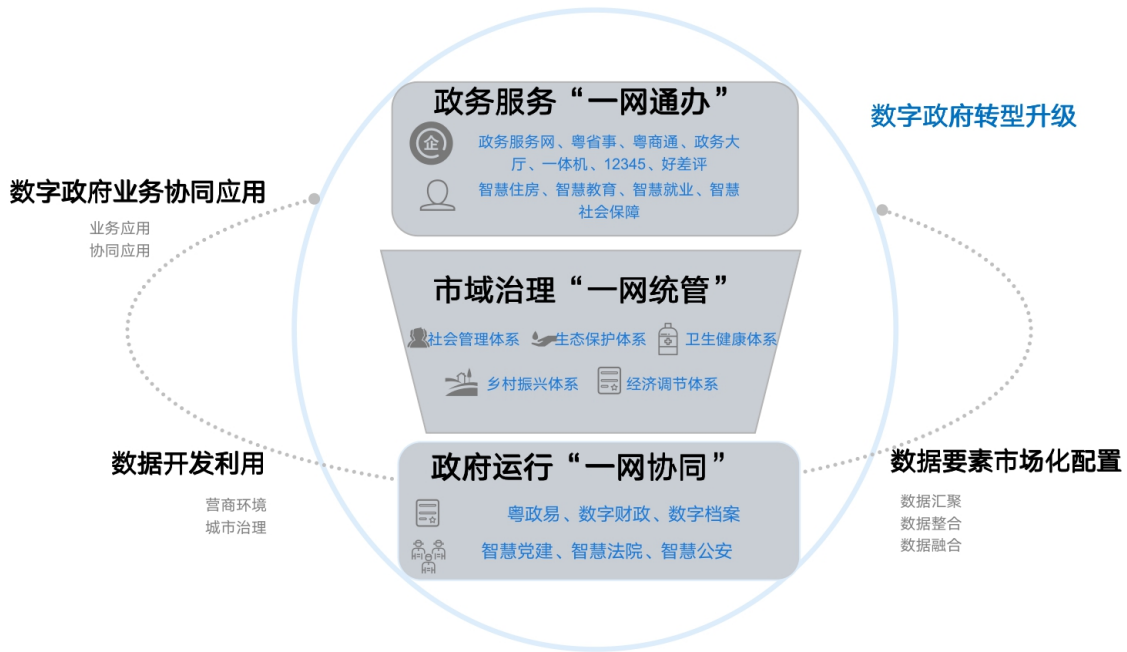 政务服务“一网通办”
政务服务网、粤省事、粤商通、政务大
厅、一体机、12345、好差评
智慧住房、智慧教育、智慧就业、智慧
社会保障
企
数字政府转型升级
数字政府业务协同应用
业务应用
协同应用
市域治理“一网统管”
社会管理体系
生态保护体系
卫生健康体系
乡村振兴体系
经济调节体系
数据开发利用
营商环境
城市治理
政府运行“一网协同”
粤政易、数字财政、数字档案
智慧党建、智慧法院、智慧公安
数据要素市场化配置
数据汇聚
数据整合
数据融合